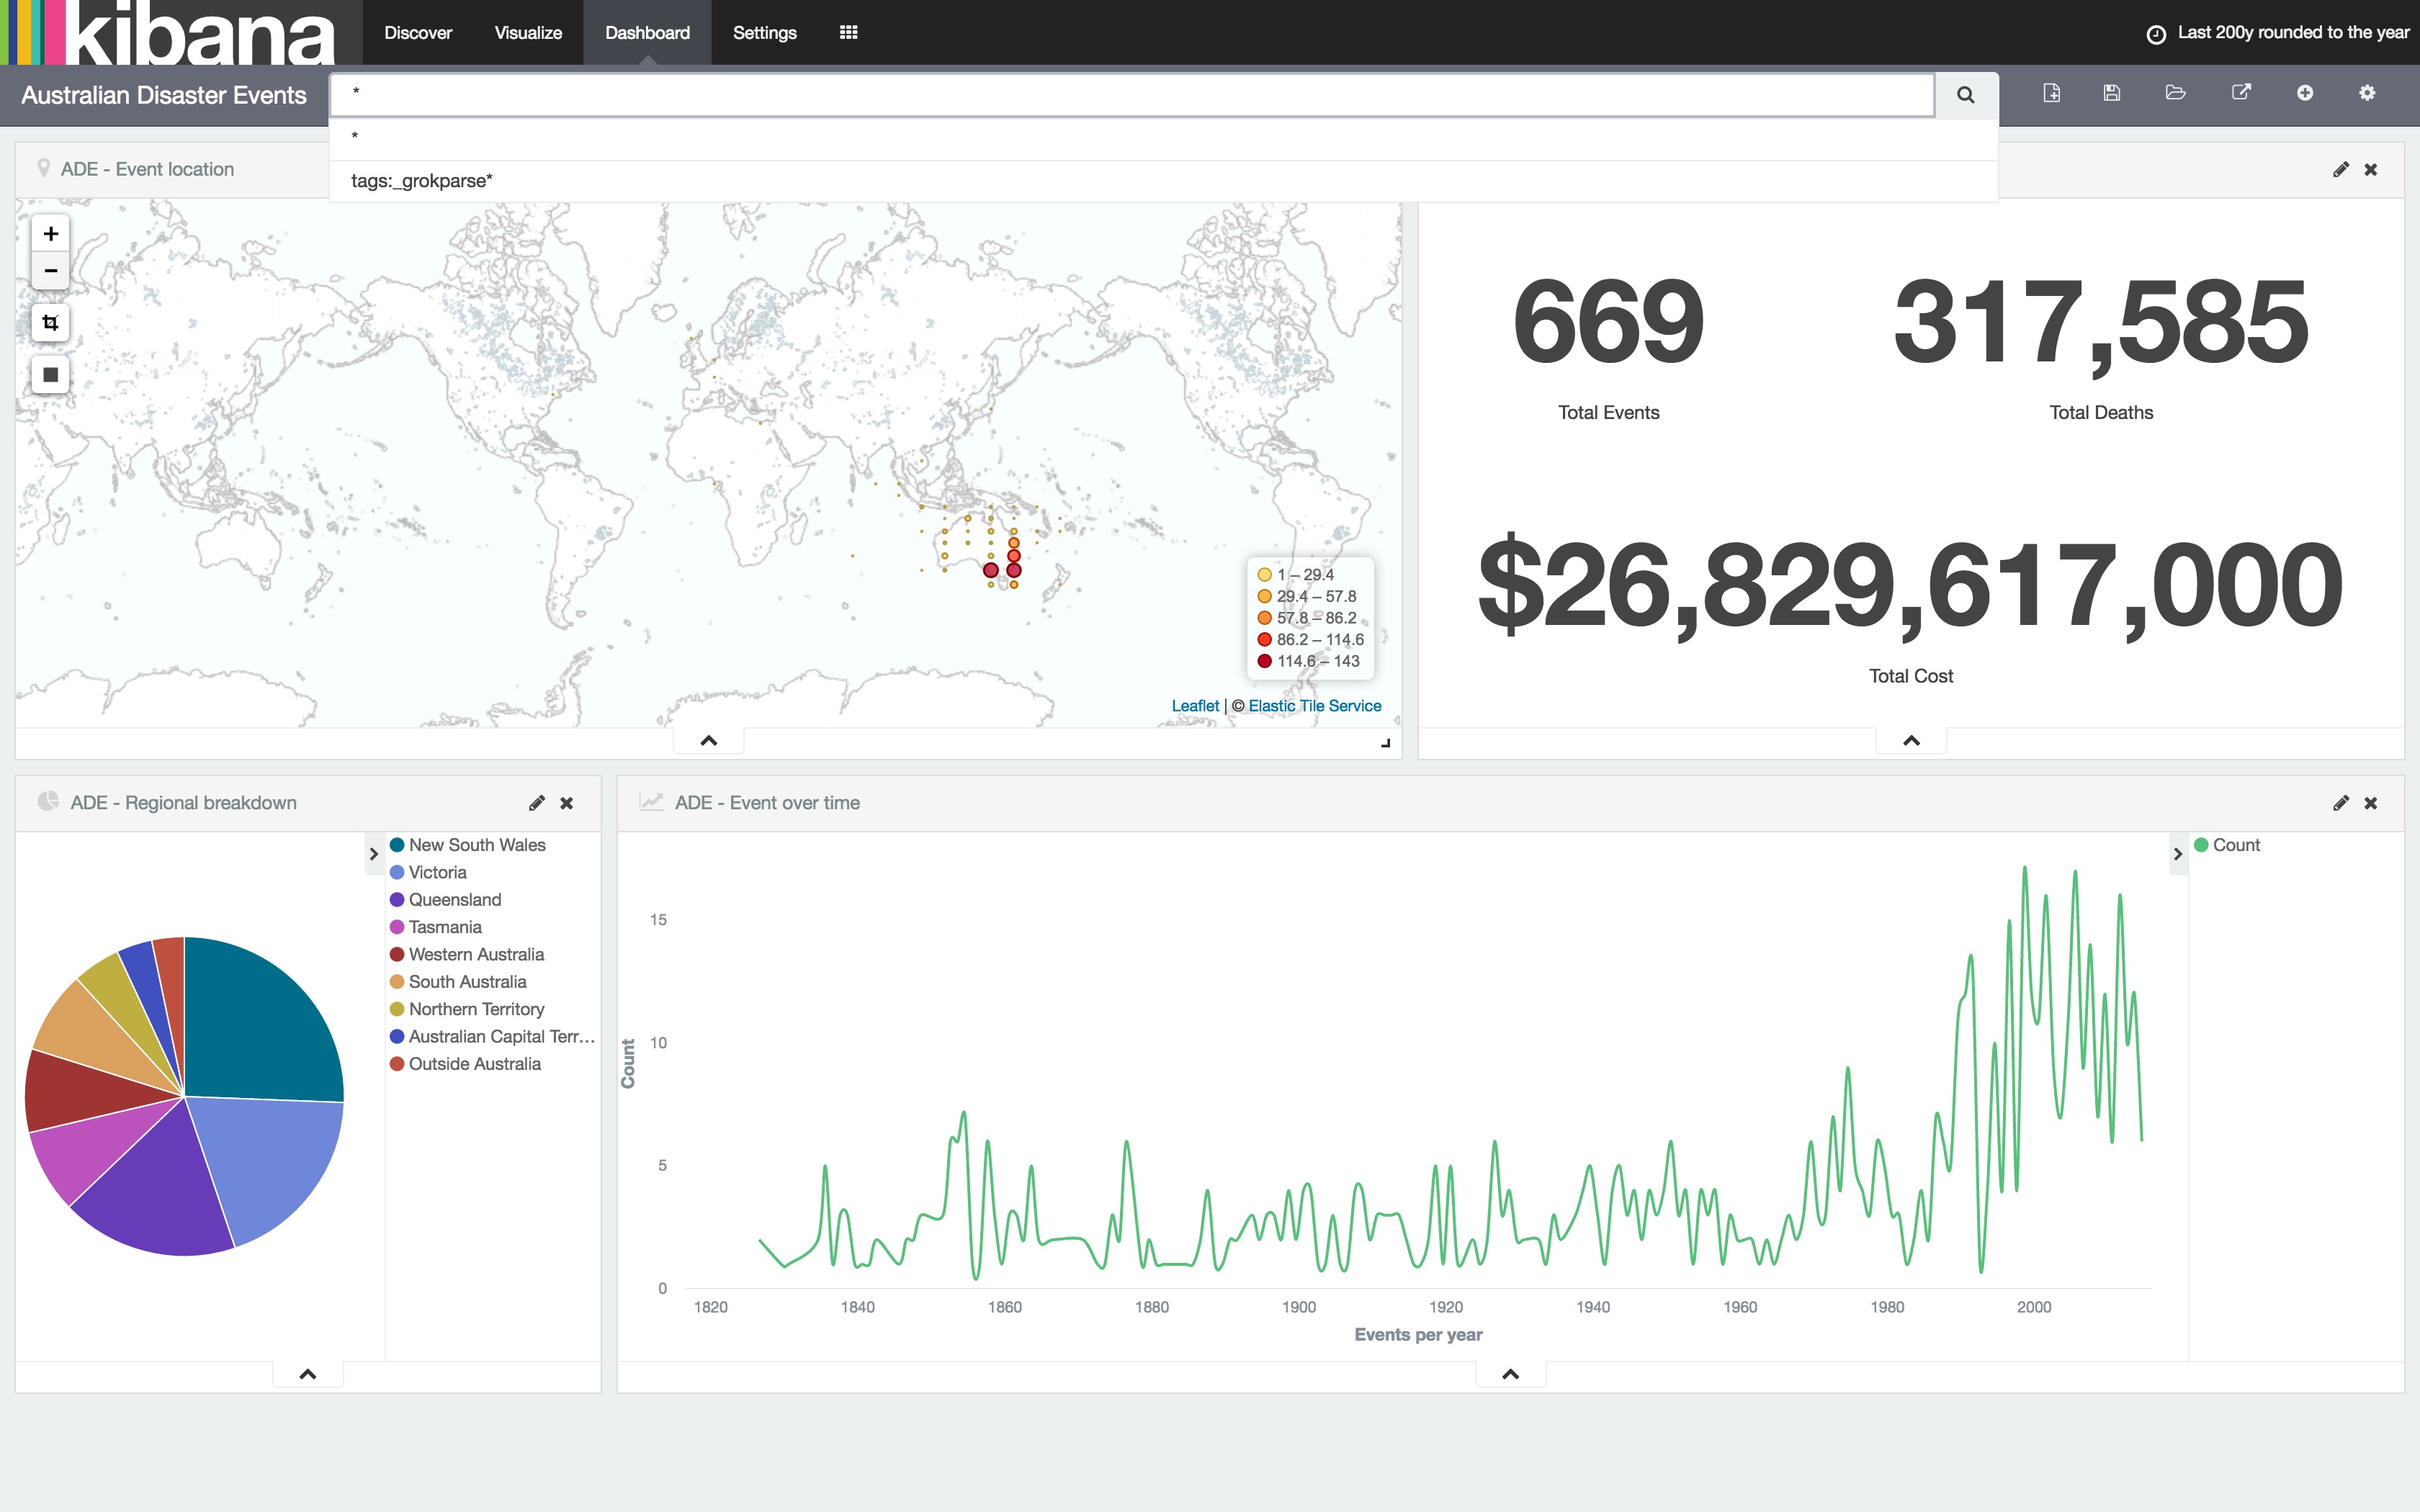 kibana
Discover
Visualize
Dashboard
Settings
Last 200y rounded to the year
Australian Disaster Events
*
*
tags:_grokparse*
ADE - Event location
+
−
1 – 29.4
29.4 – 57.8
57.8 – 86.2
86.2 – 114.6
114.6 – 143
Leaflet | © Elastic Tile Service
669
Total Events
317,585
Total Deaths
$26,829,617,000
Total Cost
ADE - Regional breakdown
New South Wales
Victoria
Queensland
Tasmania
Western Australia
South Australia
Northern Territory
Australian Capital Terr...
Outside Australia
ADE - Event over time
Count
15
10
5
0
Count
1820
1840
1860
1880
1900
1920
1940
1960
1980
2000
Events per year